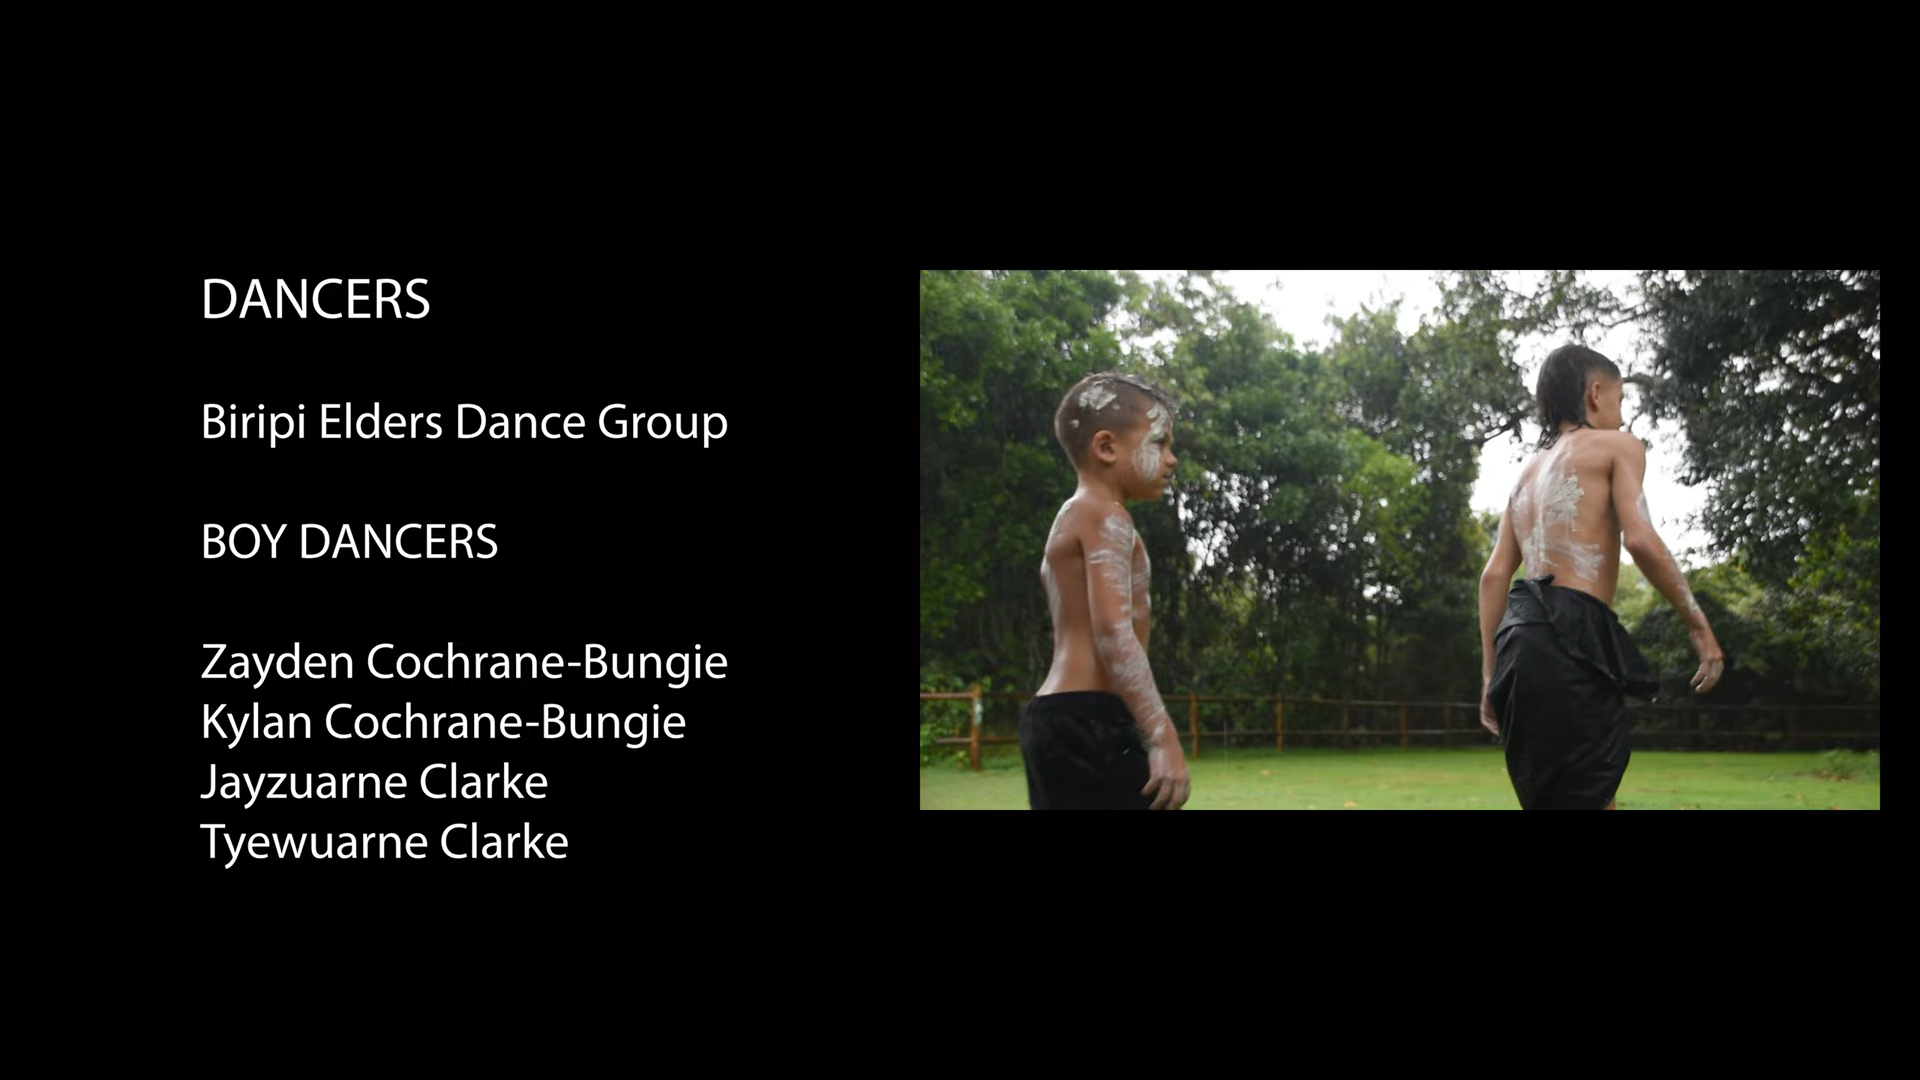 DANCERS
Biripi Elders Dance Group
BOY DANCERS
Zayden Cochrane-Bungie
Kylan Cochrane-Bungie
Jayzuarne Clarke
Tyewuarne Clarke